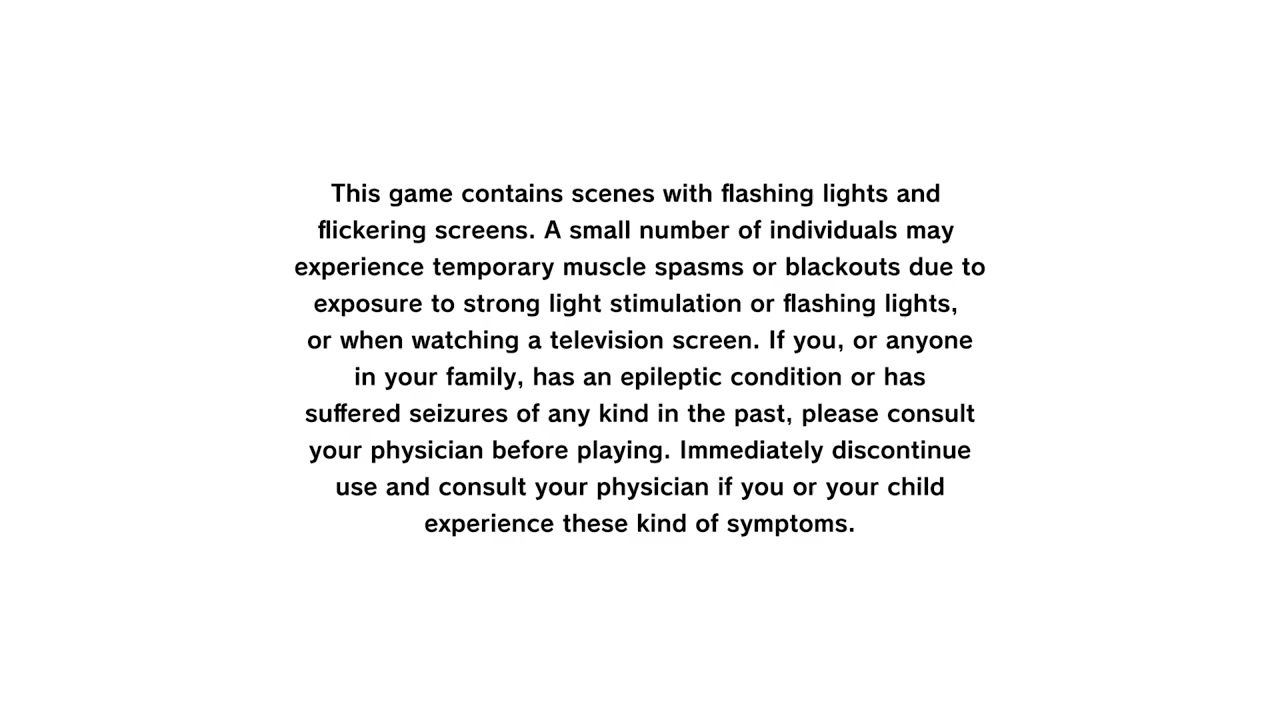 This game contains scenes with flashing lights and
flickering screens. A small number of individuals may
experience temporary muscle spasms or blackouts due to
exposure to strong light stimulation or flashing lights,
or when watching a television screen. If you, or anyone
in your family, has an epileptic condition or has
suffered seizures of any kind in the past, please consult
your physician before playing. Immediately discontinue
use and consult your physician if you or your child
experience these kind of symptoms.